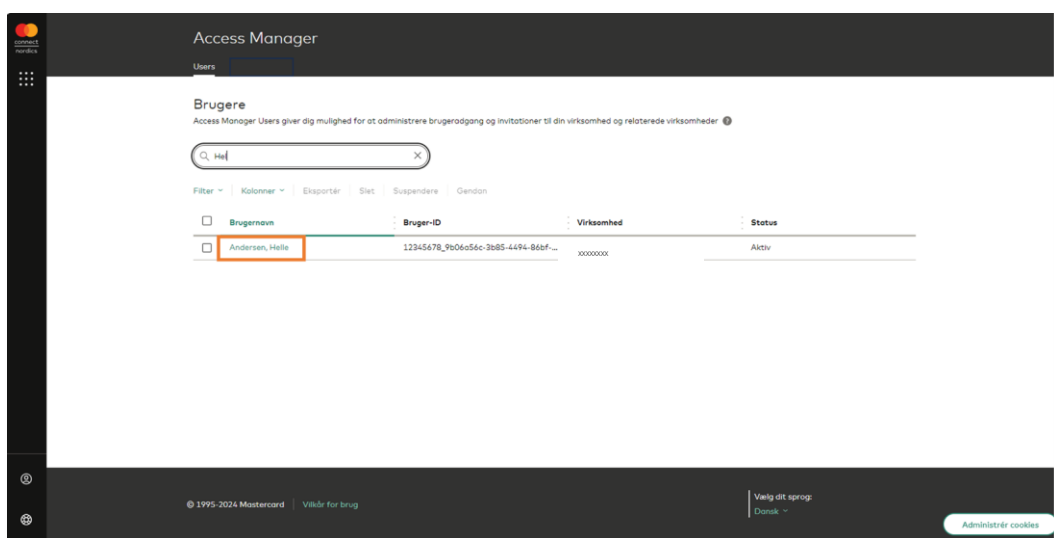 connect
nordics
Access Manager
Users
Brugere
Access Manager Users giver dig mulighed for at administrere brugeradgang og invitationer til din virksomhed og relaterede virksomheder ?
Hel
Filter Kolonner Eksportér Slet Suspendere Gendan
Brugernavn Bruger-ID Virksomhed Status
Andersen, Helle 12345678_9b06a56c-3b85-4494-86bf-... xxxxxxxx Aktiv
© 1995-2024 Mastercard Vilkår for brug
Vælg dit sprog:
Dansk
Administrér cookies